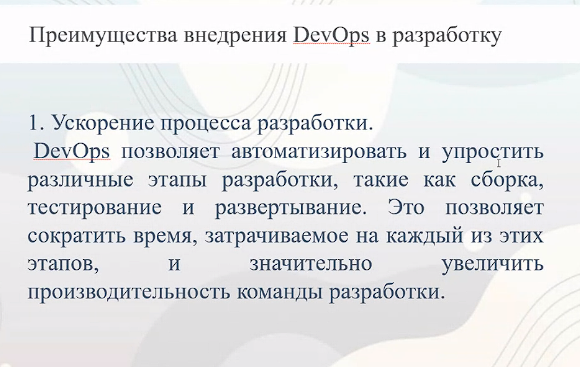 Преимущества внедрения DevOps в разработку
1. Ускорение процесса разработки.
DevOps позволяет автоматизировать и упростить
различные этапы разработки, такие как сборка,
тестирование и развертывание. Это позволяет
сократить время, затрачиваемое на каждый из этих
этапов, и значительно увеличить
производительность команды разработки.